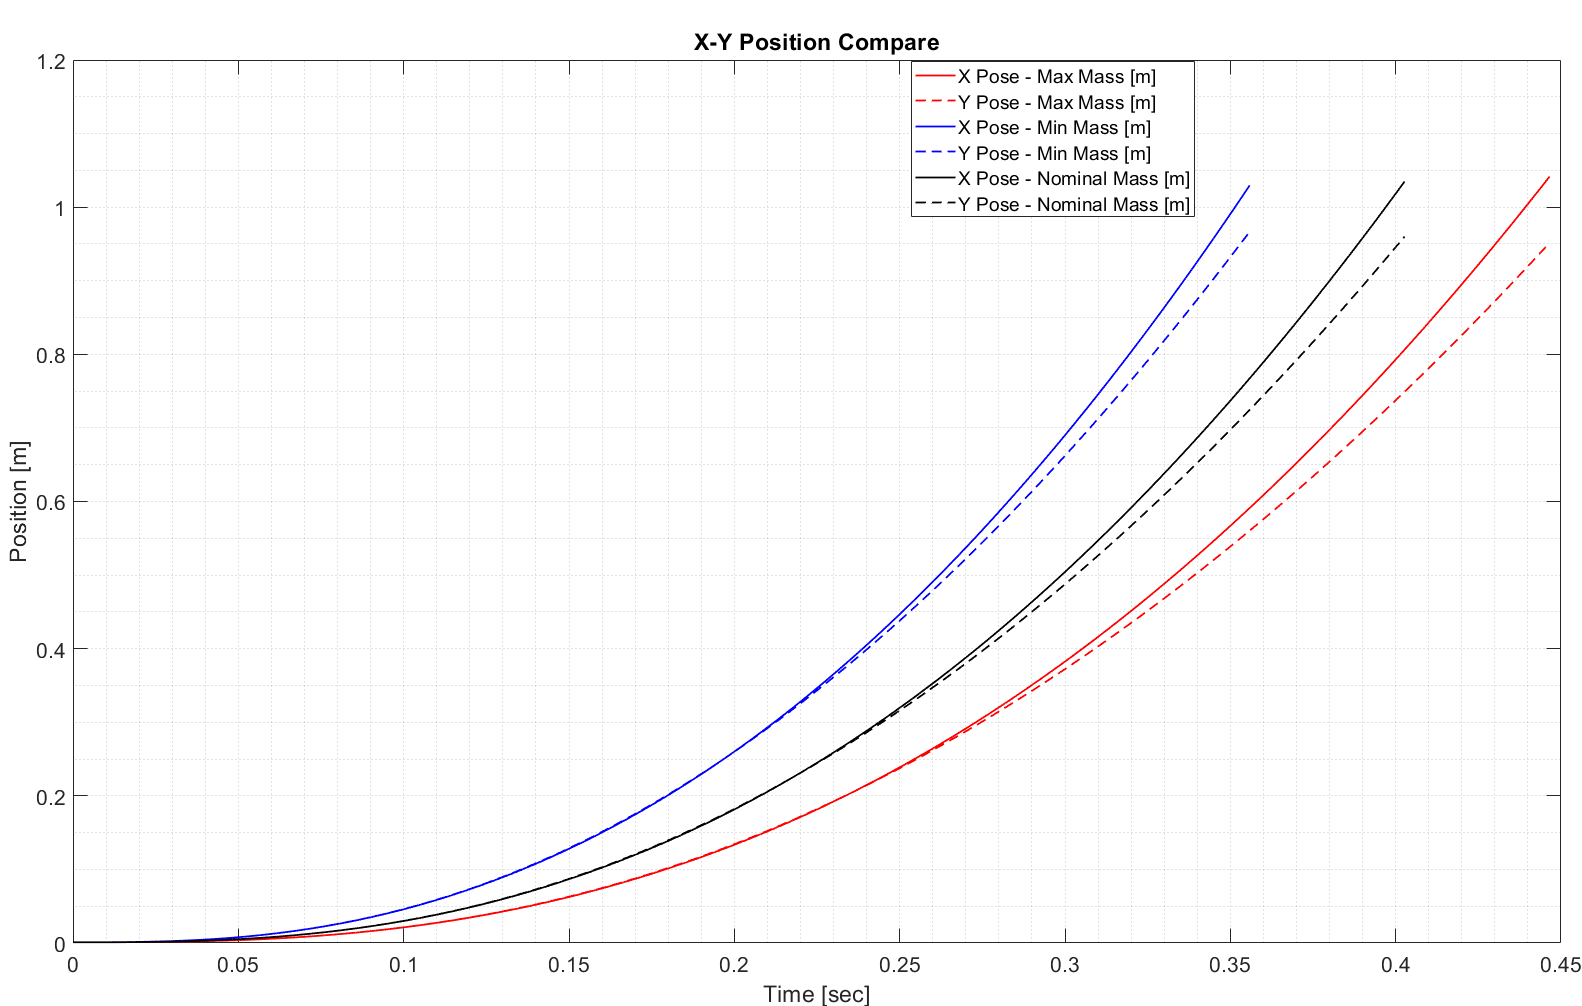 X-Y Position Compare
X Pose - Max Mass [m]
Y Pose - Max Mass [m]
X Pose - Min Mass [m]
Y Pose - Min Mass [m]
X Pose - Nominal Mass [m]
Y Pose - Nominal Mass [m]
1.2
1
0.8
0.6
0.4
0.2
0
Position [m]
0 0.05 0.1 0.15 0.2 0.25 0.3 0.35 0.4 0.45
Time [sec]